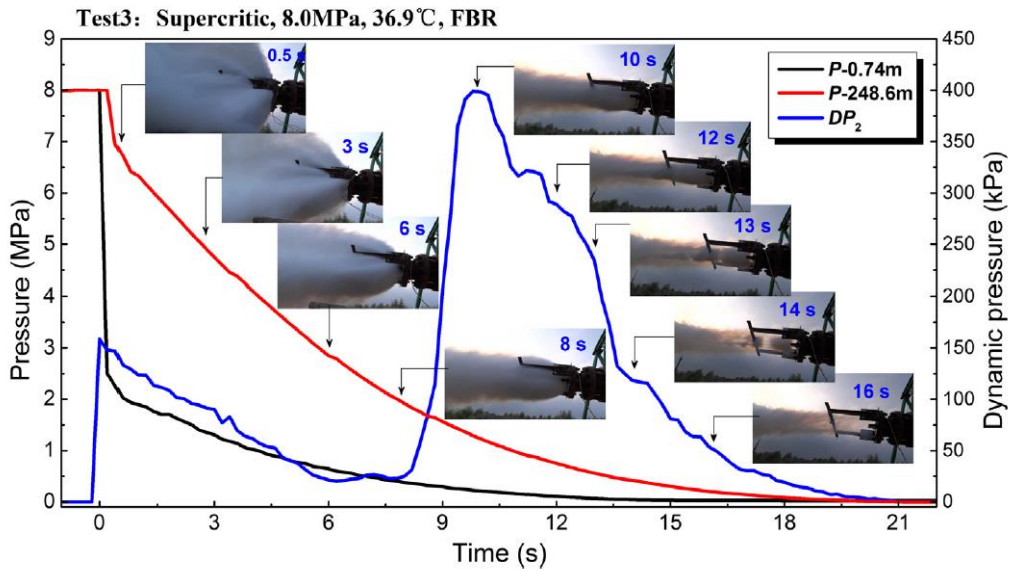 Test3: Supercritic, 8.0MPa, 36.9℃, FBR
9
8
7
6
5
4
3
2
1
0
Pressure (MPa)
450
400
350
300
250
200
150
100
50
0
Dynamic pressure (kPa)
0
3
6
9
12
15
18
21
Time (s)
P-0.74m
P-248.6m
DP₂
0.5 s
3 s
6 s
8 s
10 s
12 s
13 s
14 s
16 s